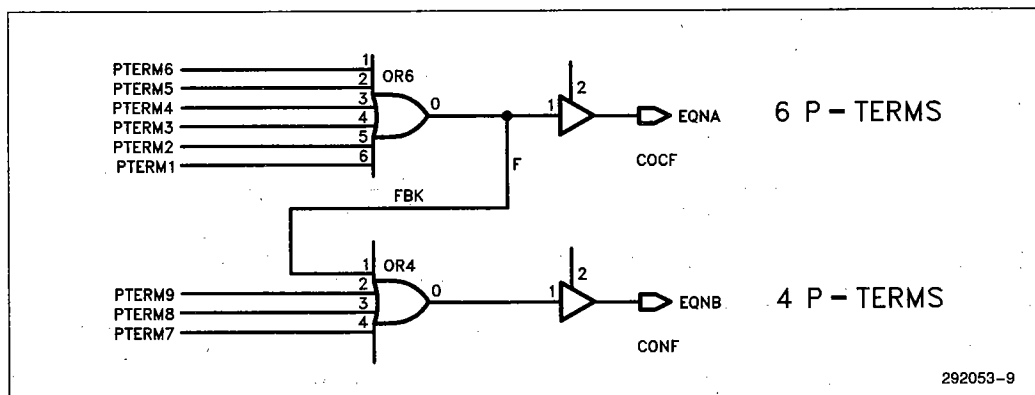 PTERM6
PTERM5
PTERM4
PTERM3
PTERM2
PTERM1
1
2
3
4
5
6
OR6
0
1
2
EQNA
COCF
6 P-TERMS
F
FBK
PTERM9
PTERM8
PTERM7
1
2
3
4
OR4
0
1
2
EQNB
CONF
4 P-TERMS
292053-9